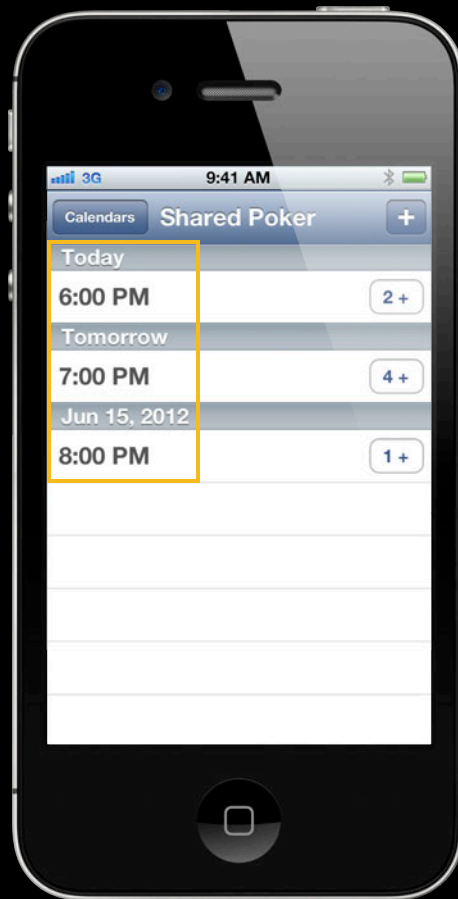 3G 9:41 AM
Calendars Shared Poker +
Today
6:00 PM 2 +
Tomorrow
7:00 PM 4 +
Jun 15, 2012
8:00 PM 1 +